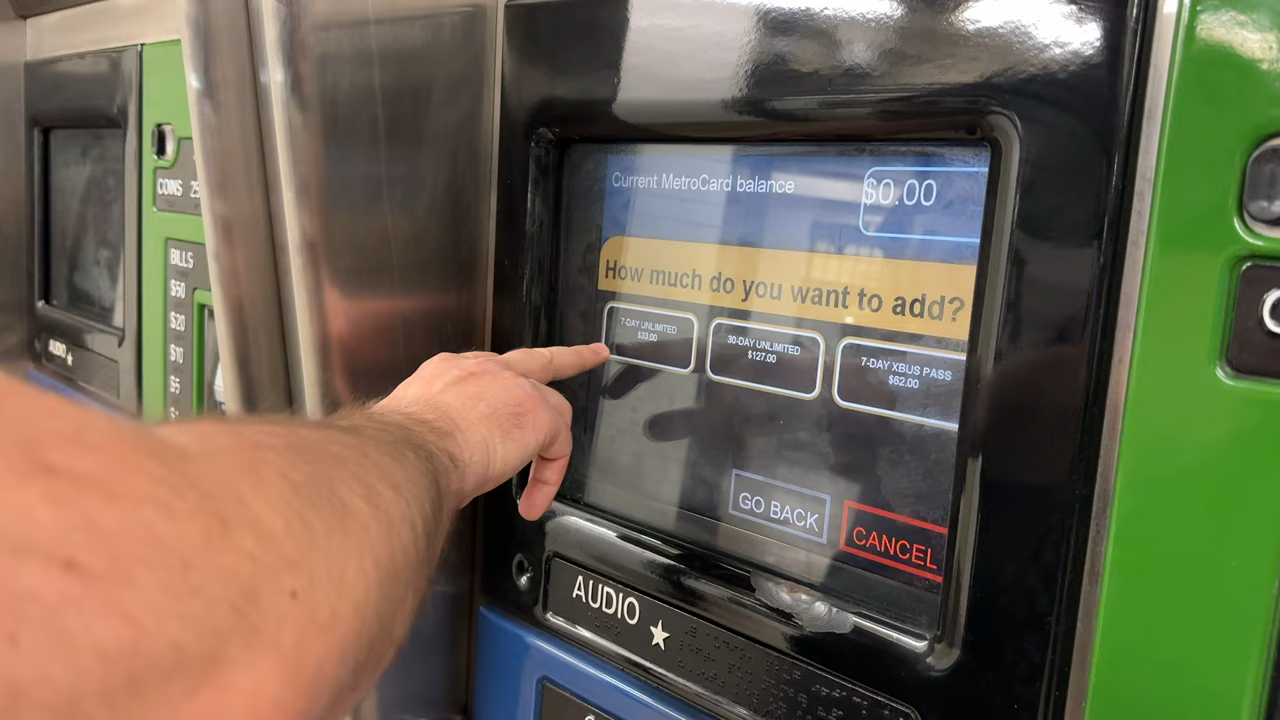 COINS
BILLS
$50
$20
$10
$5
AUDIO
Current MetroCard balance
$0.00
How much do you want to add?
7-DAY UNLIMITED
$33.00
30-DAY UNLIMITED
$127.00
7-DAY XBUS PASS
$62.00
GO BACK
CANCEL
AUDIO